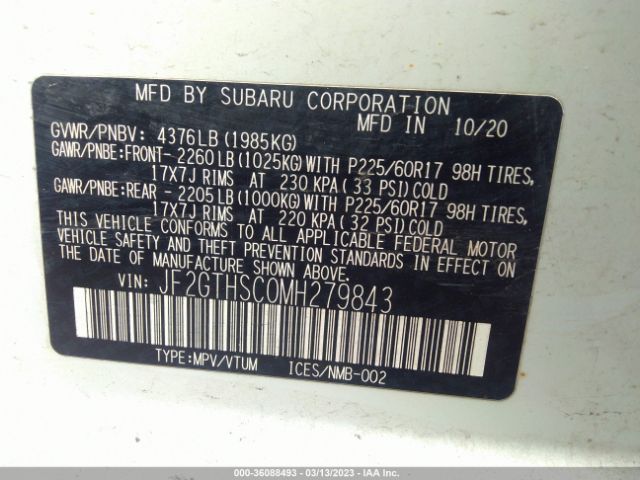 MFD BY SUBARU CORPORATION
MFD IN 10/20
GVWR/PNBV: 4376LB(1985KG)
GAWR/PNBE:FRONT- 2260LB(1025KG)WITH P225/60R17 98H TIRES,
17X7J RIMS AT 230 KPA(33 PSI)COLD
GAWR/PNBE:REAR - 2205LB(1000KG)WITH P225/60R17 98H TIRES,
17X7J RIMS AT 220 KPA(32 PSI)COLD
THIS VEHICLE CONFORMS TO ALL APPLICABLE FEDERAL MOTOR
VEHICLE SAFETY AND THEFT PREVENTION STANDARDS IN EFFECT ON
THE DATE OF MANUFACTURE SHOWN ABOVE.
VIN: JF2GTHSC0MH279843
TYPE:MPV/VTUM ICES/NMB-002
000-36088493 - 03/13/2023 - IAA Inc.